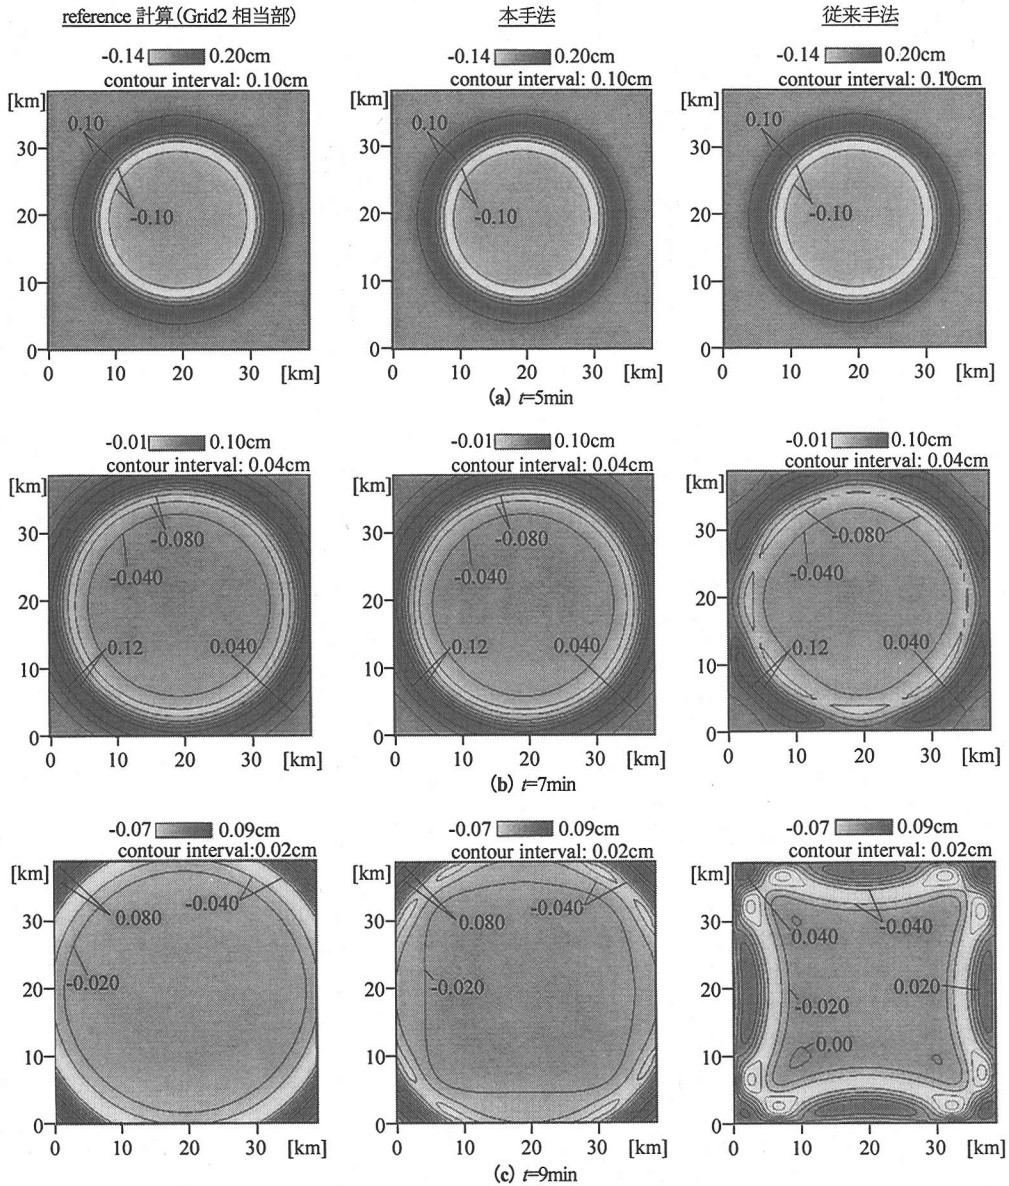 reference 計算(Grid2 相当部) 本手法 従来手法
-0.14 0.20cm -0.14 0.20cm -0.14 0.20cm
contour interval: 0.10cm contour interval: 0.10cm contour interval: 0.10cm
[km] [km] [km]
0.10 0.10 0.10
30 30 30
20 -0.10 20 -0.10 20 -0.10
10 10 10
0 0 0
0 10 20 30 [km] 0 10 20 30 [km] 0 10 20 30 [km]
(a) t=5min
-0.01 0.10cm -0.01 0.10cm -0.01 0.10cm
contour interval: 0.04cm contour interval: 0.04cm contour interval: 0.04cm
[km] [km] [km]
30 -0.080 30 -0.080 30 -0.080
-0.040 -0.040 -0.040
20 20 20
0.12 0.040 0.12 0.040 0.12 0.040
10 10 10
0 0 0
0 10 20 30 [km] 0 10 20 30 [km] 0 10 20 30 [km]
(b) t=7min
-0.07 0.09cm -0.07 0.09cm -0.07 0.09cm
contour interval:0.02cm contour interval: 0.02cm contour interval: 0.02cm
[km] [km] [km]
-0.040 -0.040
30 0.080 30 0.080 30 0.040 -0.040
20 -0.020 20 -0.020 20 -0.020 0.020
10 10 10 0.00
0 0 0
0 10 20 30 [km] 0 10 20 30 [km] 0 10 20 30 [km]
(c) t=9min